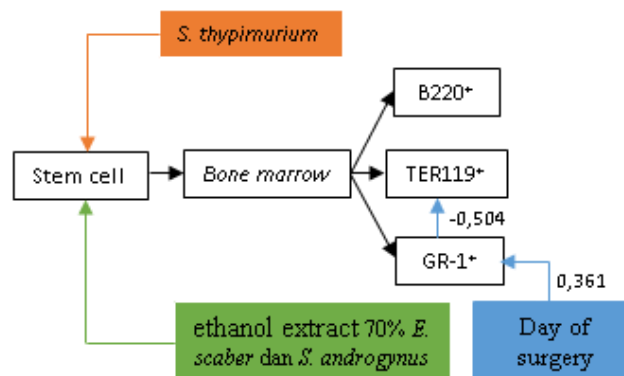 S. thypimurium
B220⁺
Stem cell
Bone marrow
TER119⁺
-0,504
GR-1⁺
0,361
ethanol extract 70% E.
scaber dan S. androgynus
Day of
surgery